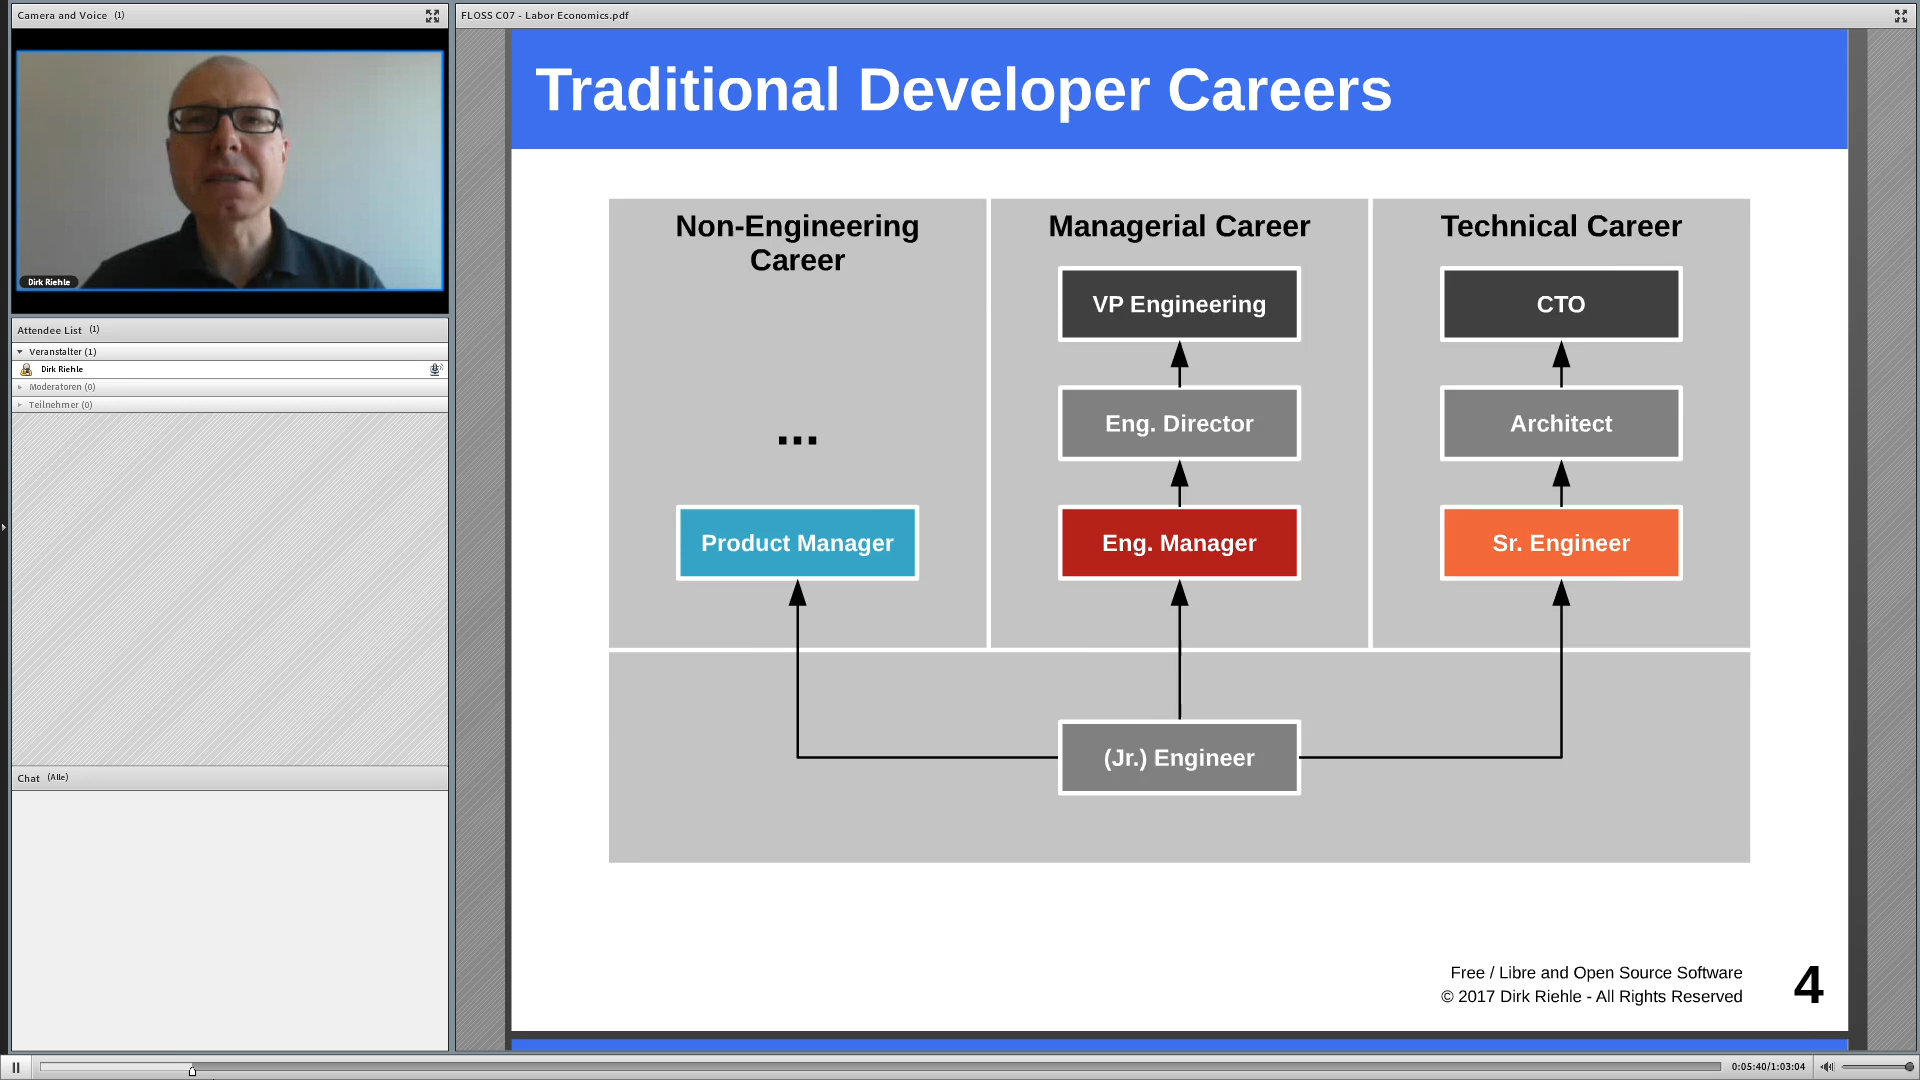 Camera and Voice (1)
Dirk Riehle
Attendee List (1)
Veranstalter (1)
Dirk Riehle
Moderatoren (0)
Teilnehmer (0)
Chat (Alle)
FLOSS C07 - Labor Economics.pdf
Traditional Developer Careers
Non-Engineering
Career
...
Product Manager
Managerial Career
VP Engineering
Eng. Director
Eng. Manager
Technical Career
CTO
Architect
Sr. Engineer
(Jr.) Engineer
Free / Libre and Open Source Software
© 2017 Dirk Riehle - All Rights Reserved
4
0:05:40/1:03:04